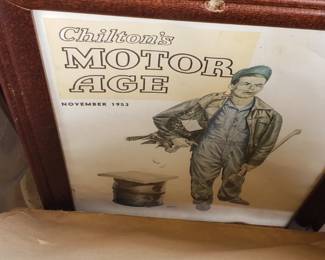 Chilton's
MOTOR
AGE
NOVEMBER 1953